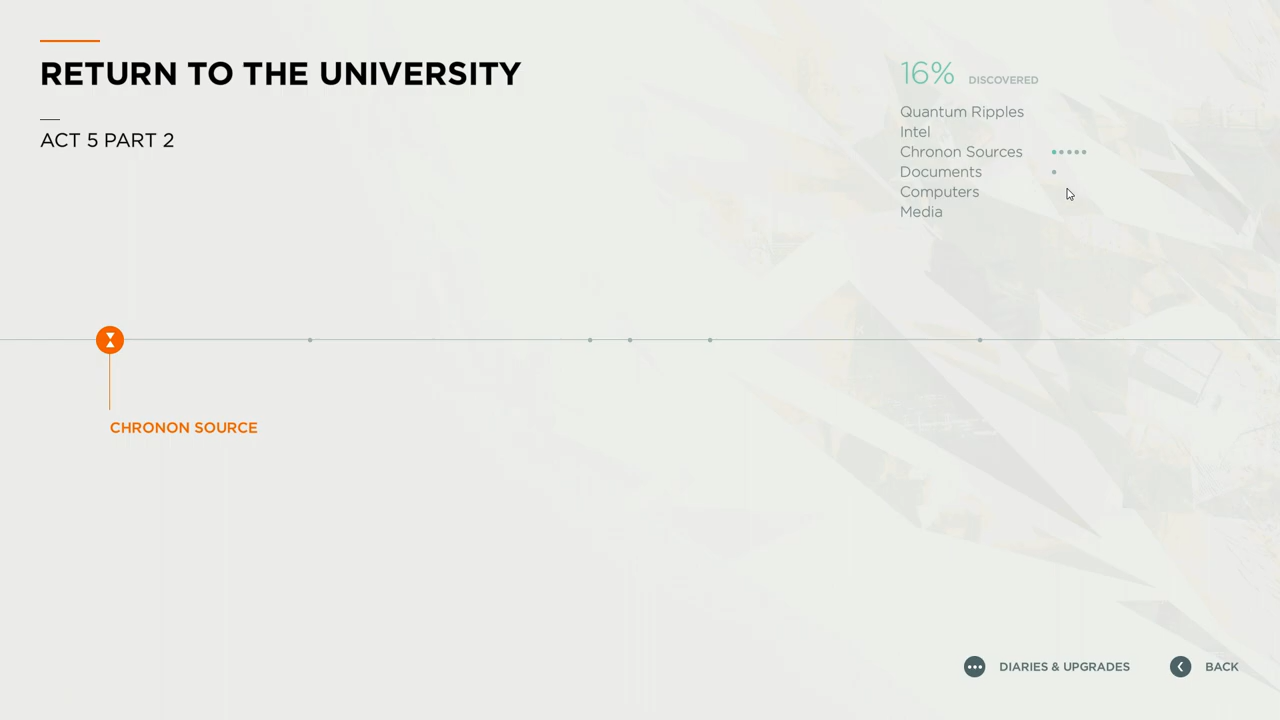 RETURN TO THE UNIVERSITY
ACT 5 PART 2
16% DISCOVERED
Quantum Ripples
Intel
Chronon Sources
Documents
Computers
Media
CHRONON SOURCE
DIARIES & UPGRADES
BACK